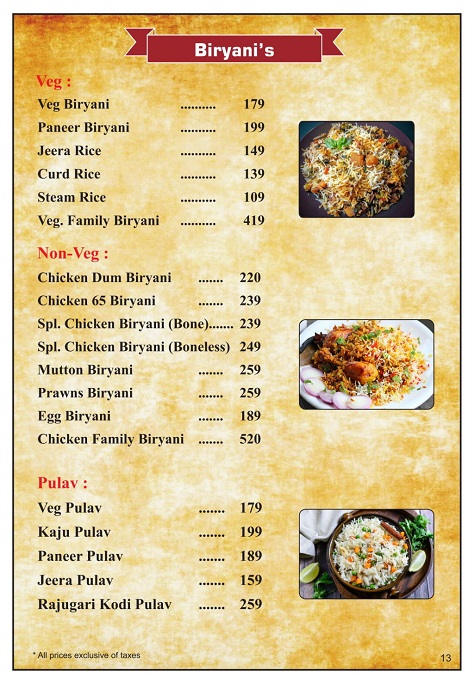 Biryani's
Veg :
Veg Biryani .......... 179
Paneer Biryani .......... 199
Jeera Rice .......... 149
Curd Rice .......... 139
Steam Rice .......... 109
Veg. Family Biryani .......... 419
Non-Veg :
Chicken Dum Biryani ....... 220
Chicken 65 Biryani ....... 239
Spl. Chicken Biryani (Bone)....... 239
Spl. Chicken Biryani (Boneless) 249
Mutton Biryani ....... 259
Prawns Biryani ....... 259
Egg Biryani ....... 189
Chicken Family Biryani ....... 520
Pulav :
Veg Pulav ....... 179
Kaju Pulav ....... 199
Paneer Pulav ....... 189
Jeera Pulav ....... 159
Rajugari Kodi Pulav ....... 259
* All prices exclusive of taxes
13